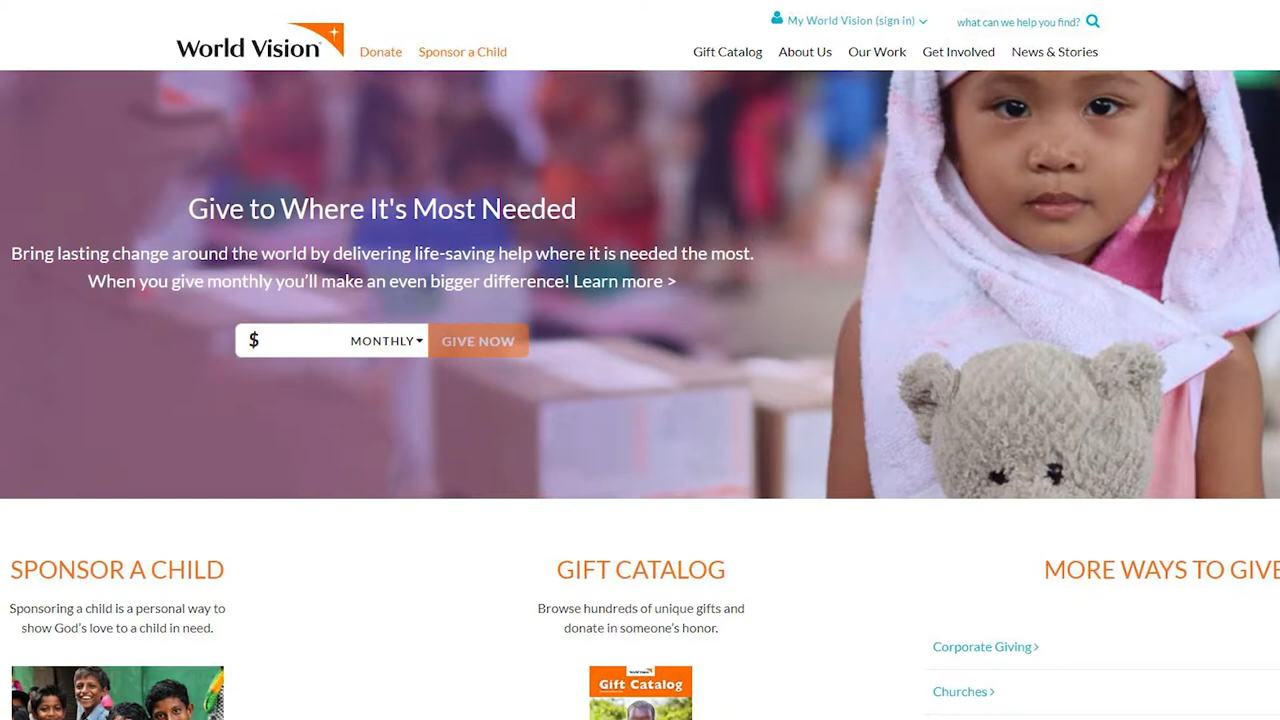 My World Vision (sign in)
what can we help you find?
World Vision
Donate
Sponsor a Child
Gift Catalog
About Us
Our Work
Get Involved
News & Stories
Give to Where It's Most Needed
Bring lasting change around the world by delivering life-saving help where it is needed the most.
When you give monthly you’ll make an even bigger difference! Learn more >
$
MONTHLY
GIVE NOW
SPONSOR A CHILD
Sponsoring a child is a personal way to
show God’s love to a child in need.
GIFT CATALOG
Browse hundreds of unique gifts and
donate in someone’s honor.
World Vision
Gift Catalog
MORE WAYS TO GIVE
Corporate Giving >
Churches >